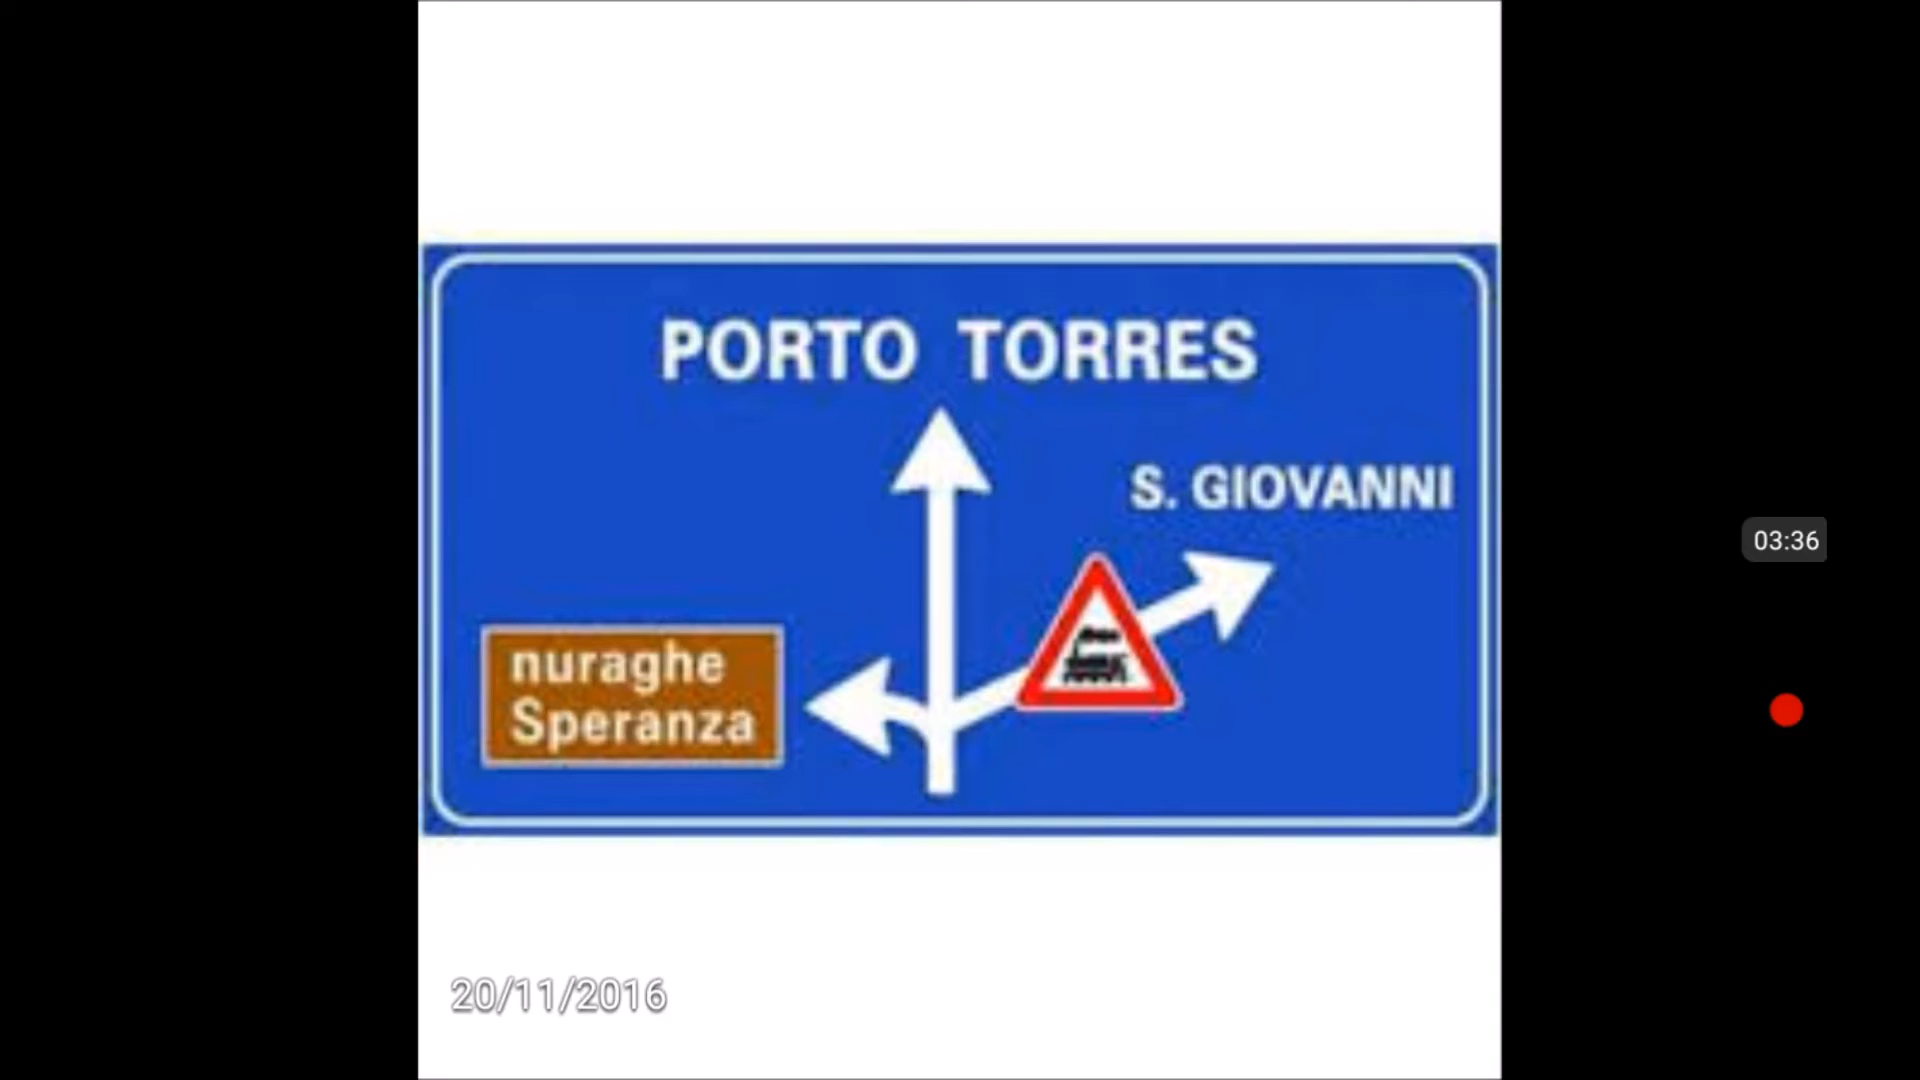 PORTO TORRES
S. GIOVANNI
nuraghe
Speranza
03:36
20/11/2016